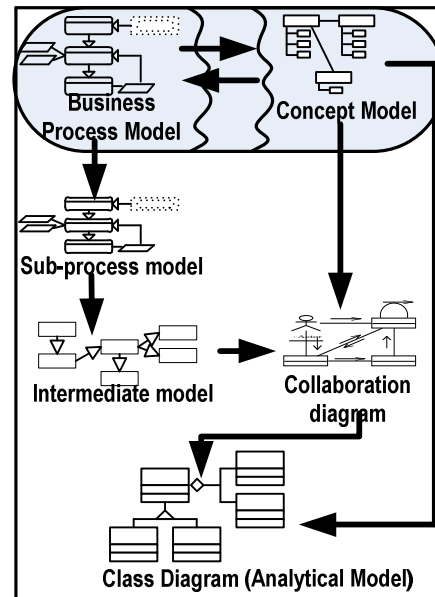 Business
Process Model
Concept Model
Sub-process model
Intermediate model
Collaboration
diagram
Class Diagram (Analytical Model)